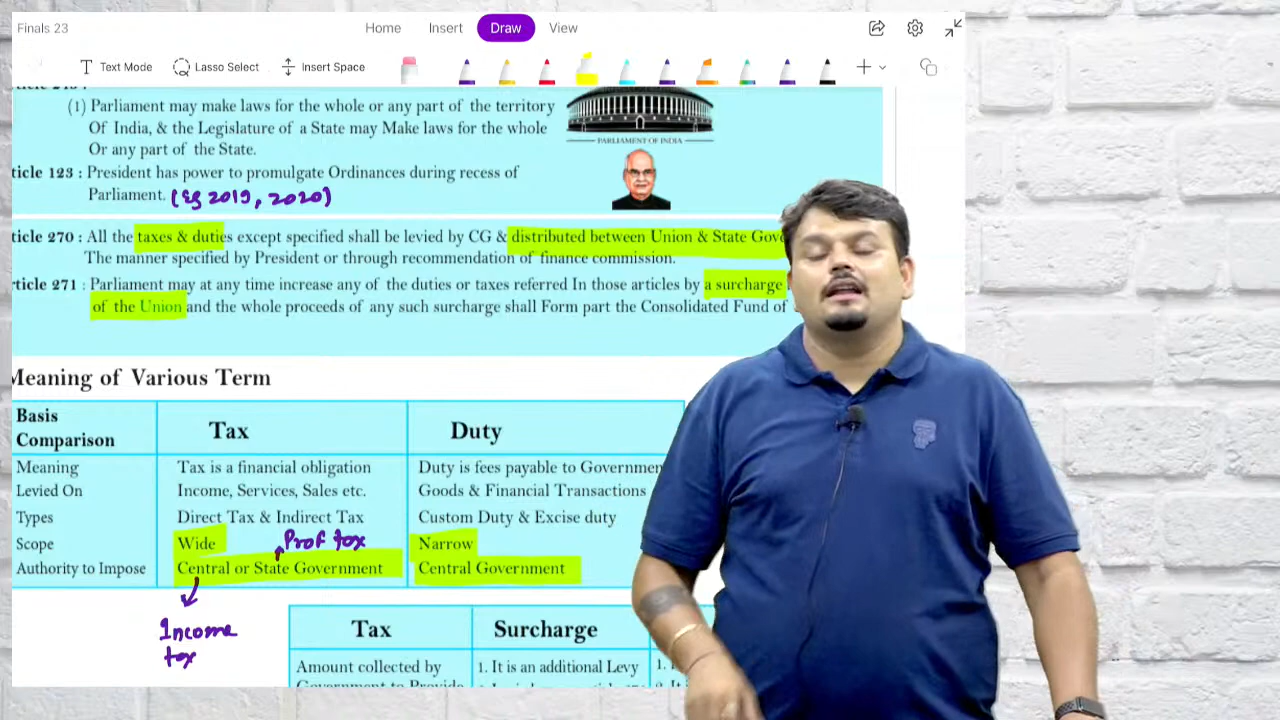 Finals 23
Home Insert Draw View
Text Mode Lasso Select Insert Space
(1) Parliament may make laws for the whole or any part of the territory
Of India, & the Legislature of a State may Make laws for the whole
Or any part of the State.
PARLIAMENT OF INDIA
ticle 123 : President has power to promulgate Ordinances during recess of
Parliament. (Eg 2019, 2020)
ticle 270 : All the taxes & duties except specified shall be levied by CG & distributed between Union & State Gove
The manner specified by President or through recommendation of finance commission.
rticle 271 : Parliament may at any time increase any of the duties or taxes referred In those articles by a surcharge
of the Union and the whole proceeds of any such surcharge shall Form part the Consolidated Fund of
Meaning of Various Term
Basis Comparison Tax Duty
Meaning Tax is a financial obligation Duty is fees payable to Governmen
Levied On Income, Services, Sales etc. Goods & Financial Transactions
Types Direct Tax & Indirect Tax Custom Duty & Excise duty
Scope Wide Prof tax Narrow
Authority to Impose Central or State Government Central Government
Income
tax
Tax Surcharge
Amount collected by 1. It is an additional Levy 1.
Government to Provide